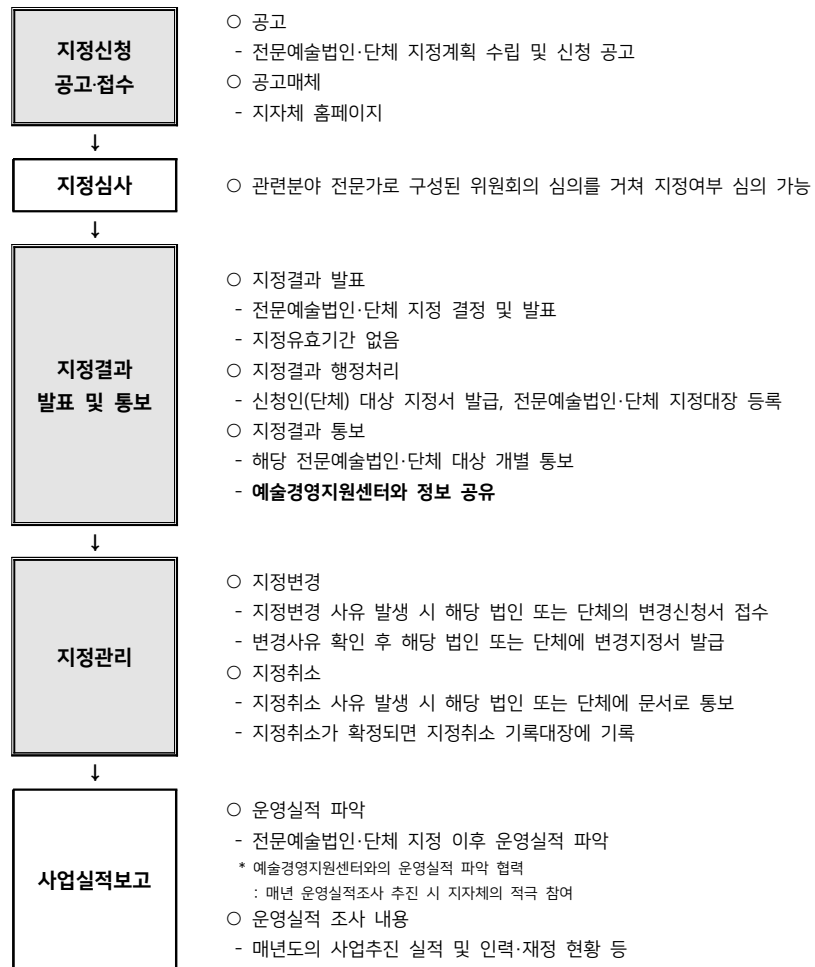 지정신청
공고·접수
○ 공고
- 전문예술법인·단체 지정계획 수립 및 신청 공고
○ 공고매체
- 지자체 홈페이지
↓
지정심사
○ 관련분야 전문가로 구성된 위원회의 심의를 거쳐 지정여부 심의 가능
↓
지정결과
발표 및 통보
○ 지정결과 발표
- 전문예술법인·단체 지정 결정 및 발표
- 지정유효기간 없음
○ 지정결과 행정처리
- 신청인(단체) 대상 지정서 발급, 전문예술법인·단체 지정대장 등록
○ 지정결과 통보
- 해당 전문예술법인·단체 대상 개별 통보
- 예술경영지원센터와 정보 공유
↓
지정관리
○ 지정변경
- 지정변경 사유 발생 시 해당 법인 또는 단체의 변경신청서 접수
- 변경사유 확인 후 해당 법인 또는 단체에 변경지정서 발급
○ 지정취소
- 지정취소 사유 발생 시 해당 법인 또는 단체에 문서로 통보
- 지정취소가 확정되면 지정취소 기록대장에 기록
↓
사업실적보고
○ 운영실적 파악
- 전문예술법인·단체 지정 이후 운영실적 파악
* 예술경영지원센터와의 운영실적 파악 협력
: 매년 운영실적조사 추진 시 지자체의 적극 참여
○ 운영실적 조사 내용
- 매년도의 사업추진 실적 및 인력·재정 현황 등